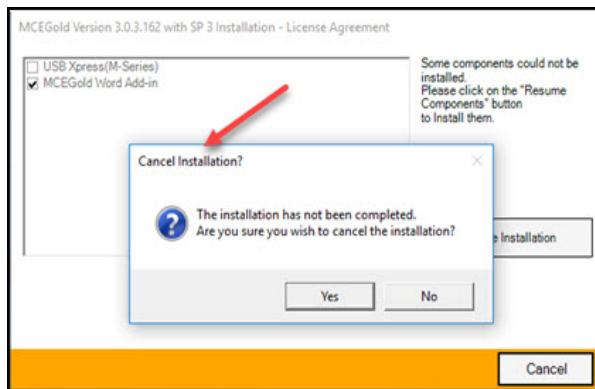 MCEGold Version 3.0.3.162 with SP 3 Installation - License Agreement
USB Xpress(M-Series)
MCEGold Word Add-in
Some components could not be
installed.
Please click on the "Resume
Components" button
to Install them.
Cancel Installation?
The installation has not been completed.
Are you sure you wish to cancel the installation?
Yes
No
Installation
Cancel